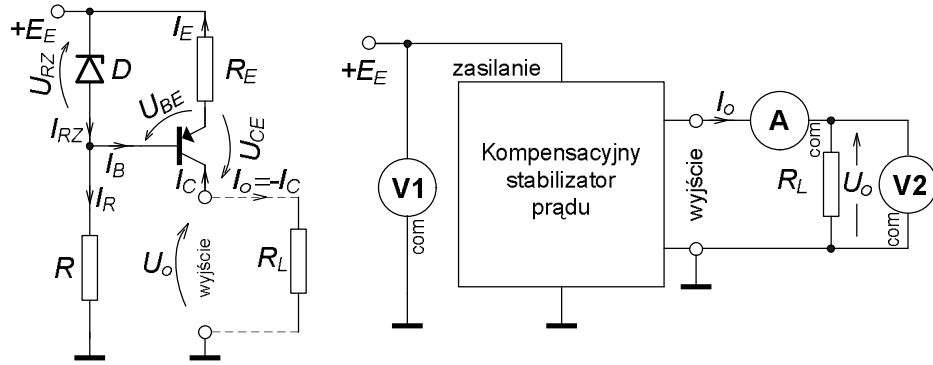 +E_E
U_RZ
D
I_E
R_E
U_BE
U_CE
I_RZ
I_B
I_C
I_o=-I_C
I_R
R
U_o
wyjście
R_L
+E_E
zasilanie
V1
com
Kompensacyjny
stabilizator
prądu
I_o
A
com
wyjście
R_L
U_o
V2
com